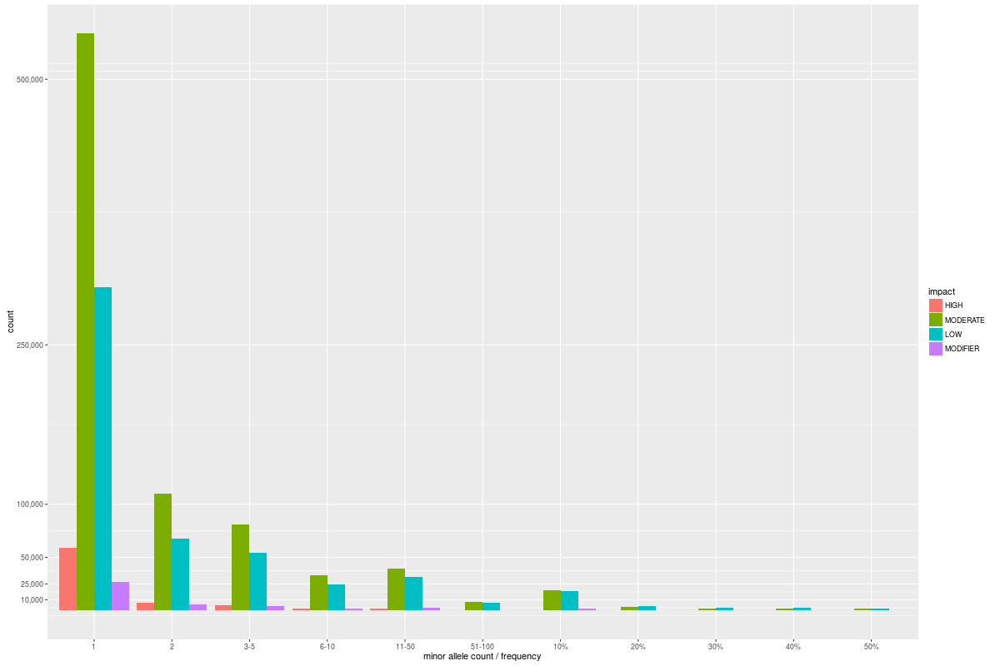 count
500,000
250,000
100,000
50,000
25,000
10,000
1 2 3-5 6-10 11-50 51-100 10% 20% 30% 40% 50%
minor allele count / frequency
impact
HIGH
MODERATE
LOW
MODIFIER